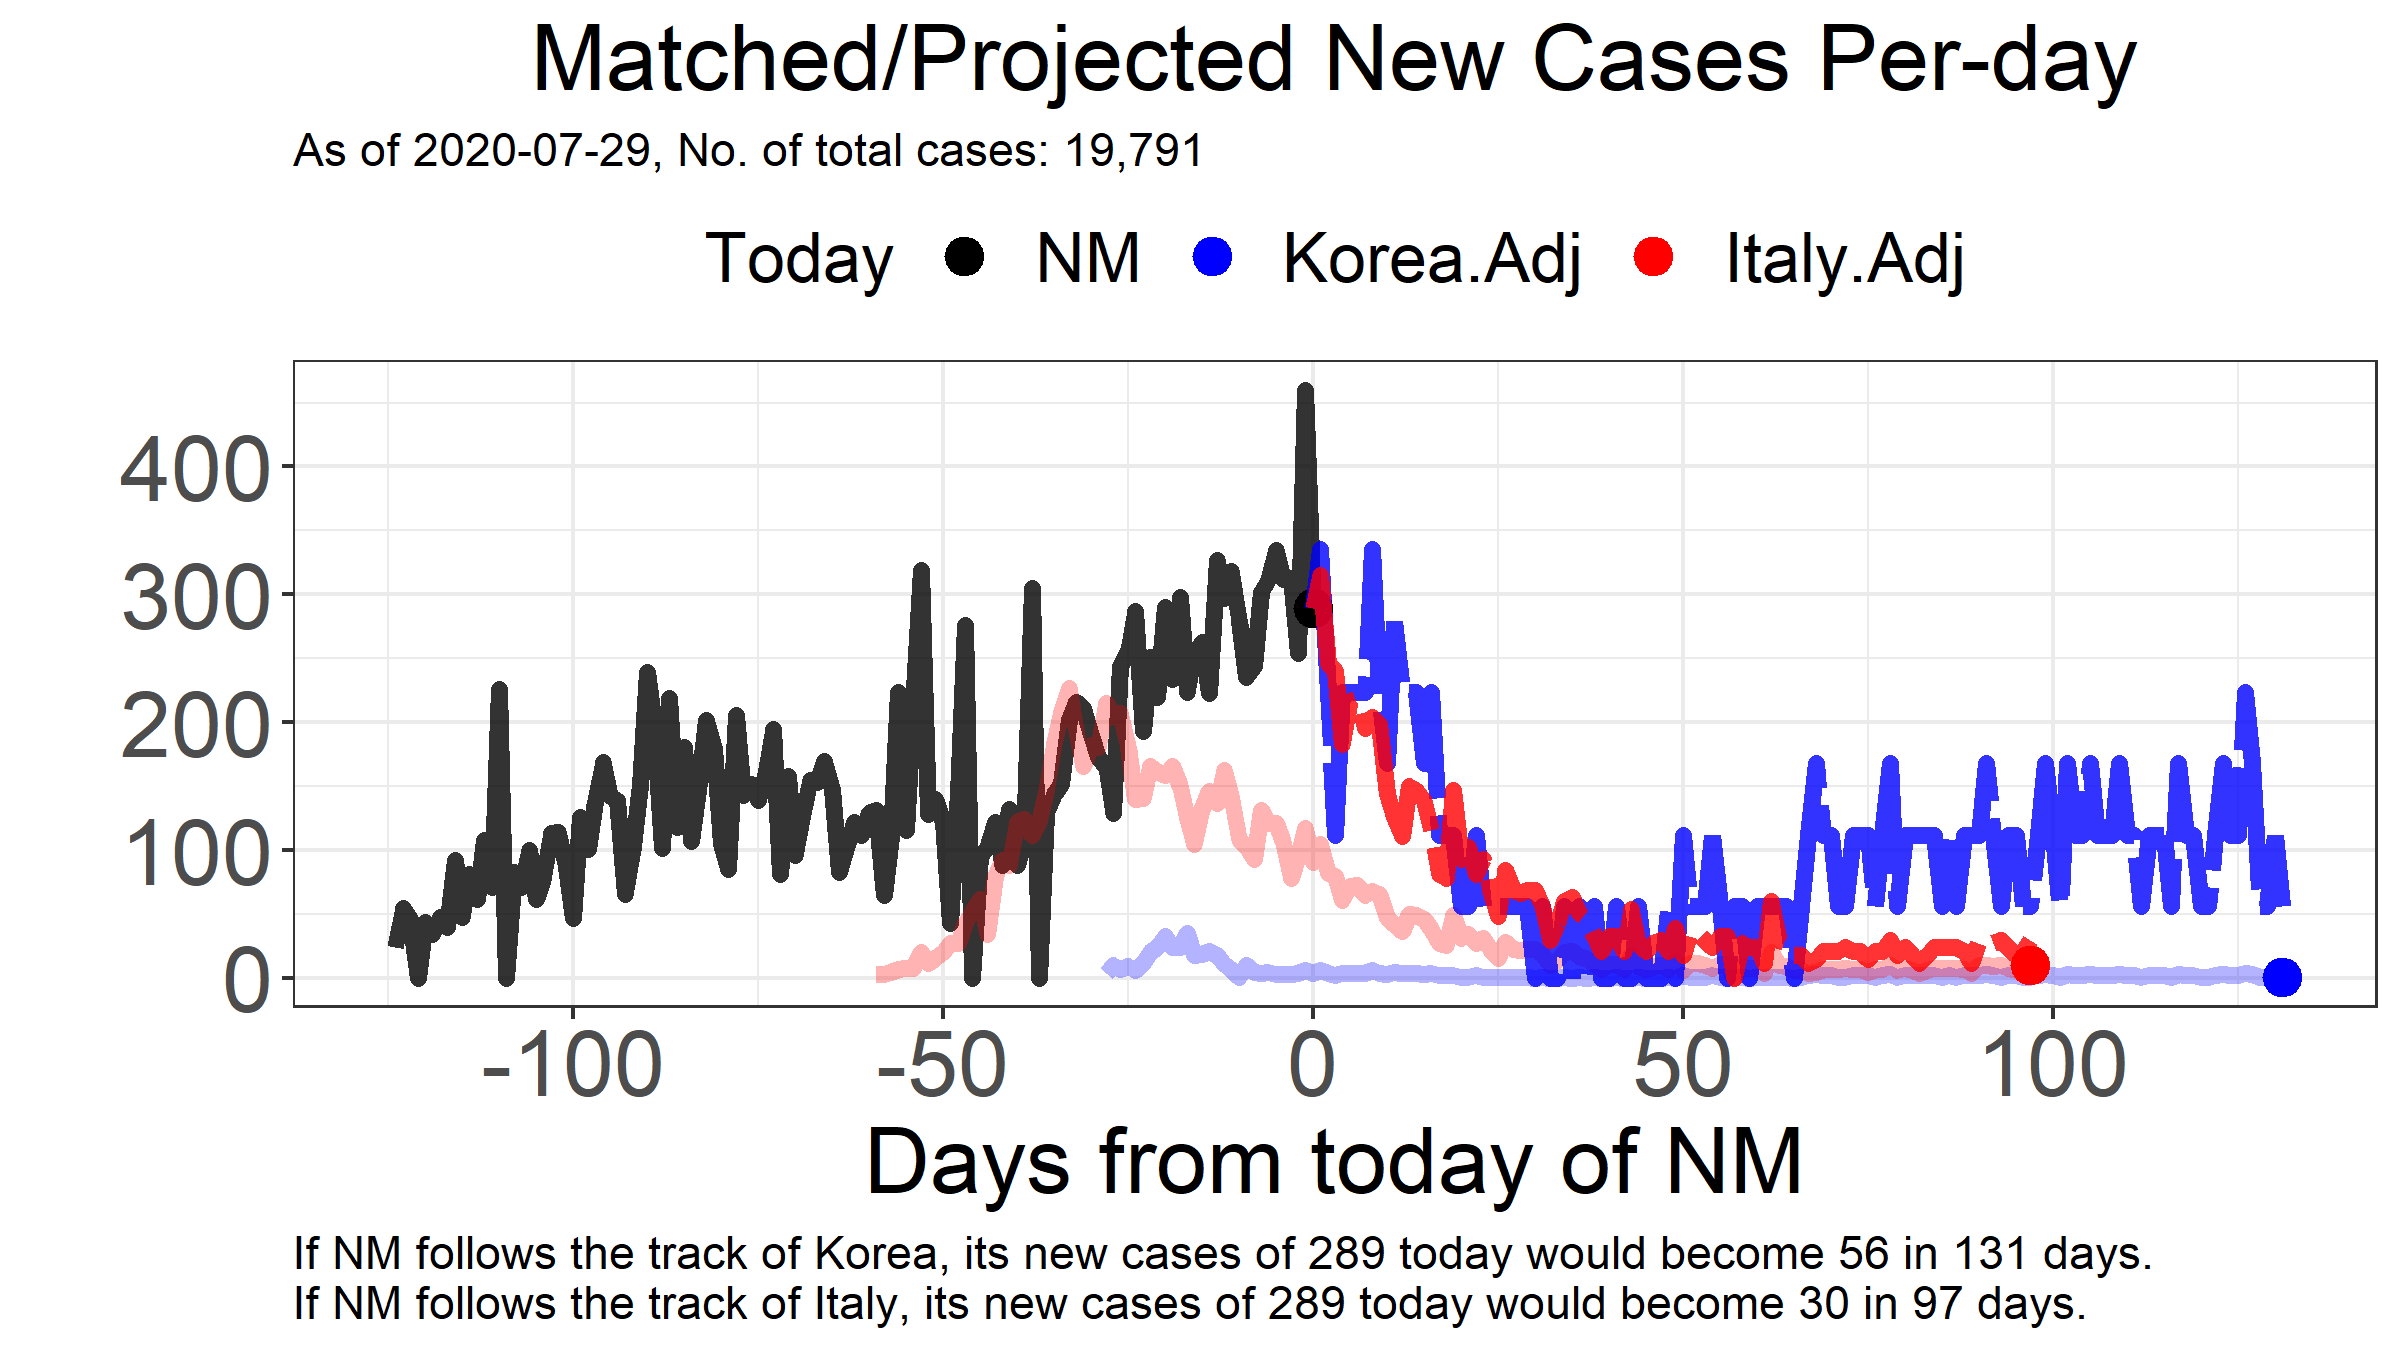 Matched/Projected New Cases Per-day
As of 2020-07-29, No. of total cases: 19,791
Today NM Korea.Adj Italy.Adj
400
300
200
100
0
-100 -50 0 50 100
Days from today of NM
If NM follows the track of Korea, its new cases of 289 today would become 56 in 131 days.
If NM follows the track of Italy, its new cases of 289 today would become 30 in 97 days.